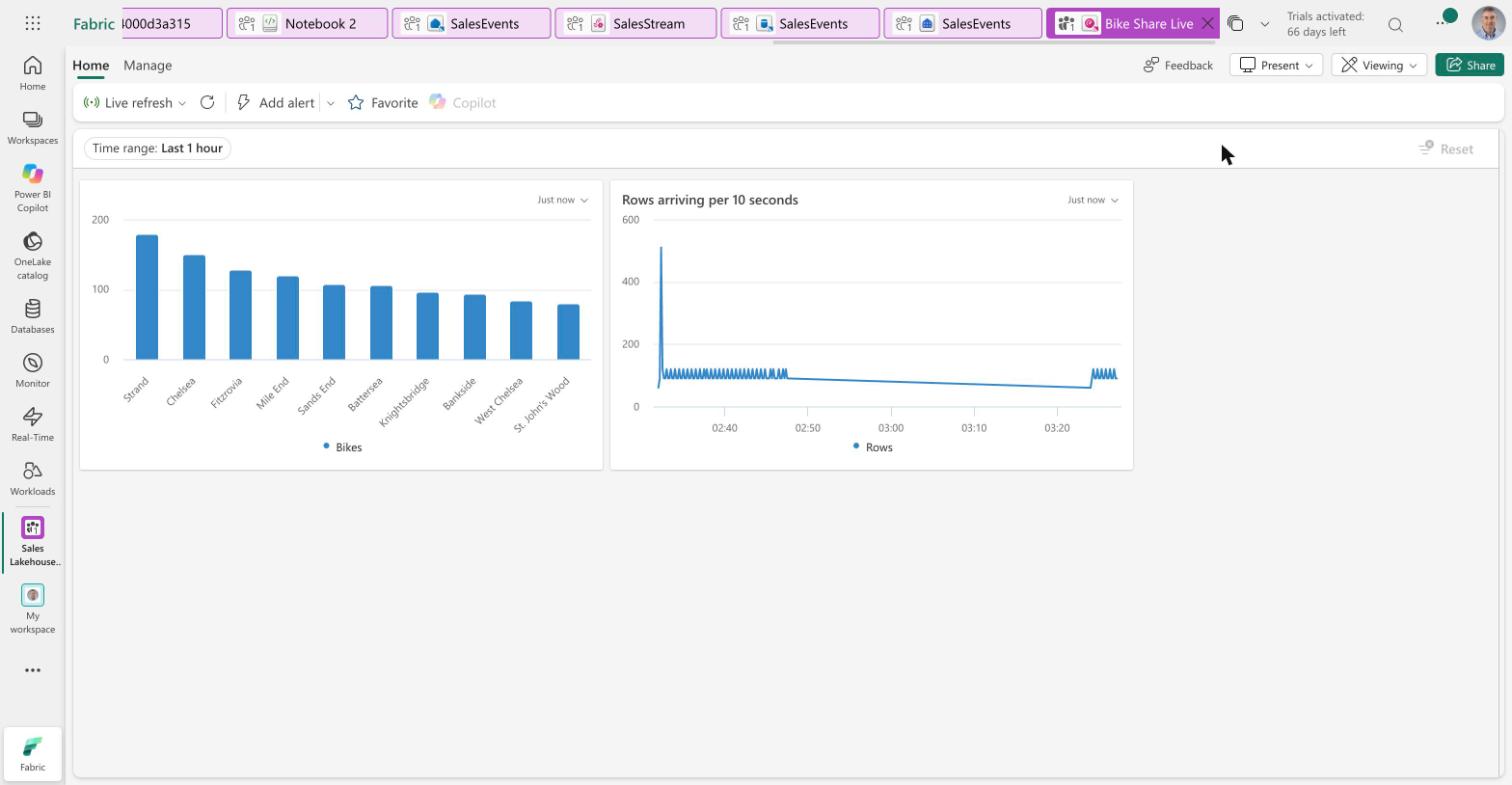 Fabric
4000d3a315
Notebook 2
SalesEvents
SalesStream
SalesEvents
SalesEvents
Bike Share Live
Trials activated:
66 days left
Home
Manage
Feedback
Present
Viewing
Share
Live refresh
Add alert
Favorite
Copilot
Time range: Last 1 hour
Reset
Home
Workspaces
Power BI
Copilot
OneLake
catalog
Databases
Monitor
Real-Time
Workloads
Sales
Lakehouse..
My
workspace
Fabric
Just now
200
100
0
Strand
Chelsea
Fitzrovia
Mile End
Sands End
Battersea
Knightsbridge
Bankside
West Chelsea
St. John's Wood
Bikes
Rows arriving per 10 seconds
Just now
600
400
200
0
02:40
02:50
03:00
03:10
03:20
Rows